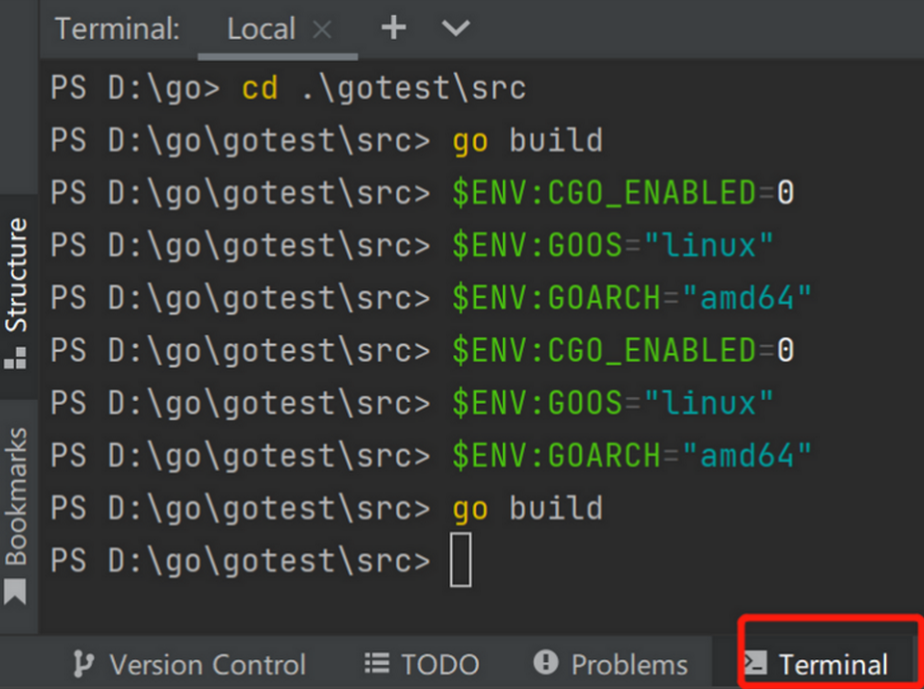 Terminal: Local
PS D:\go> cd .\gotest\src
PS D:\go\gotest\src> go build
PS D:\go\gotest\src> $ENV:CGO_ENABLED=0
PS D:\go\gotest\src> $ENV:GOOS="linux"
PS D:\go\gotest\src> $ENV:GOARCH="amd64"
PS D:\go\gotest\src> $ENV:CGO_ENABLED=0
PS D:\go\gotest\src> $ENV:GOOS="linux"
PS D:\go\gotest\src> $ENV:GOARCH="amd64"
PS D:\go\gotest\src> go build
PS D:\go\gotest\src>
Structure
Bookmarks
Version Control TODO Problems Terminal